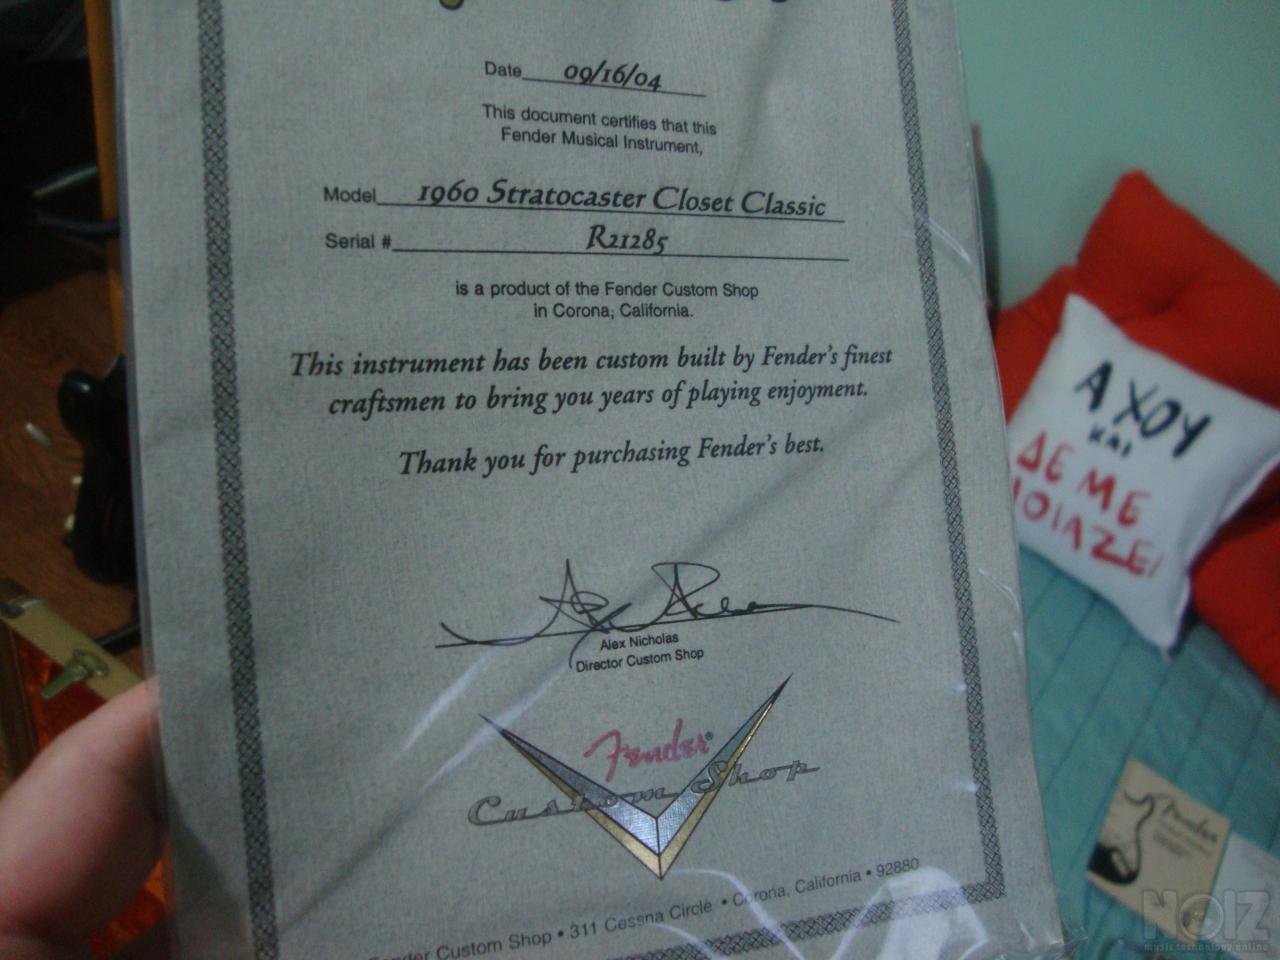 Date 09/16/04
This document certifies that this
Fender Musical Instrument,
Model 1960 Stratocaster Closet Classic
Serial # R21285
is a product of the Fender Custom Shop
in Corona, California.
This instrument has been custom built by Fender's finest
craftsmen to bring you years of playing enjoyment.
Thank you for purchasing Fender's best.
Alex Nicholas
Director Custom Shop
Fender®
Custom Shop
Custom Shop • 311 Cessna Circle • Corona, California • 92880
Α ΧΟΥ
ΚΑΙ
ΔΕ ΜΕ
Fender
NOIZ
music technology online